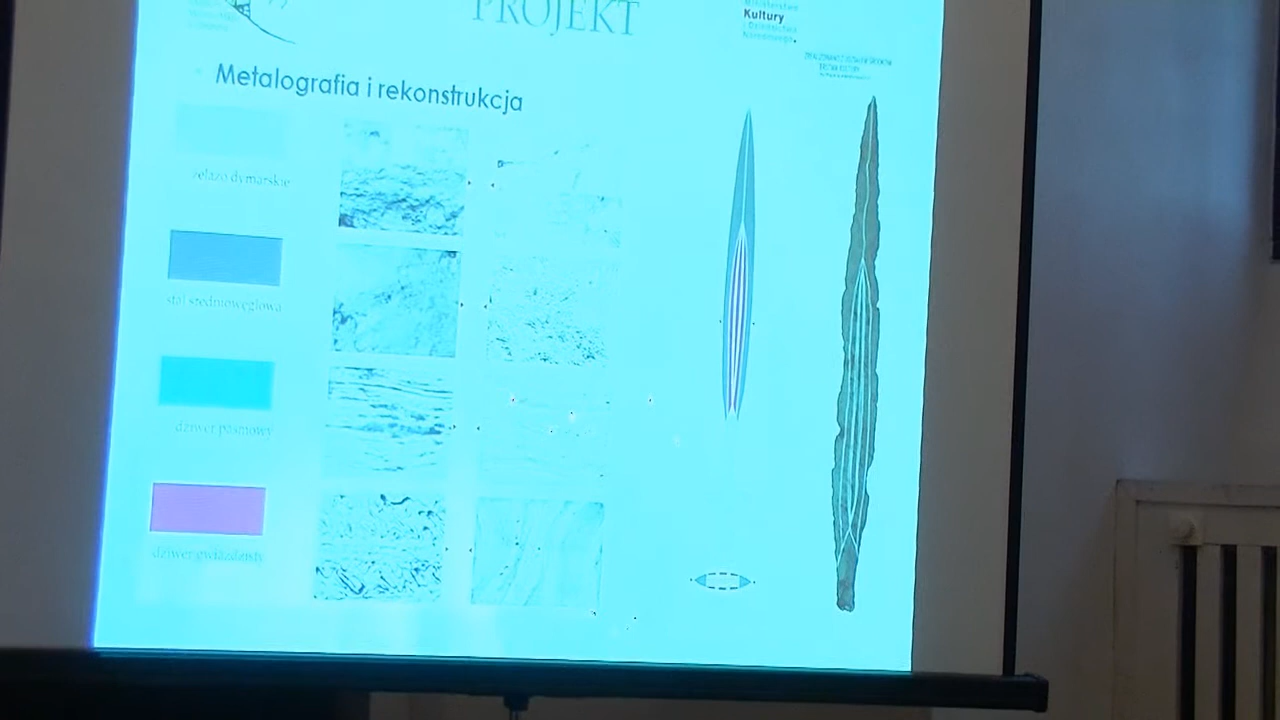 PROJEKT
Ministerstwo
Kultury
i Dziedzictwa
Narodowego
Metalografia i rekonstrukcja
żelazo dymarskie
stal średniowęglowa
dziwer pasmowy
dziwer gwiaździsty